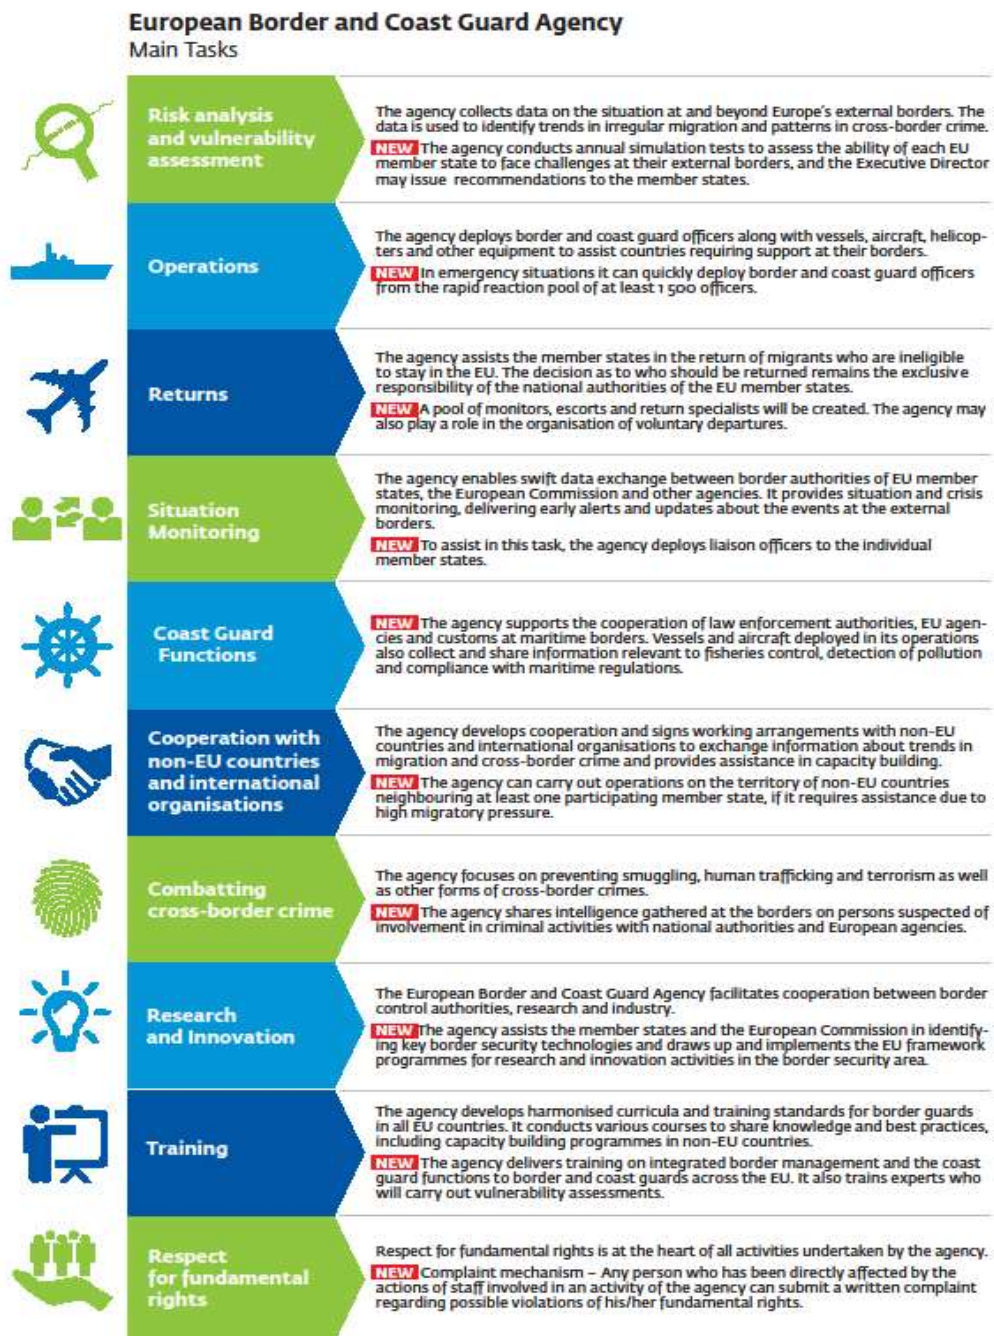 European Border and Coast Guard Agency
Main Tasks
Risk analysis
and vulnerability
assessment
The agency collects data on the situation at and beyond Europe's external borders. The
data is used to identify trends in irregular migration and patterns in cross-border crime.
NEW The agency conducts annual simulation tests to assess the ability of each EU
member state to face challenges at their external borders, and the Executive Director
may issue recommendations to the member states.
Operations
The agency deploys border and coast guard officers along with vessels, aircraft, helicop-
ters and other equipment to assist countries requiring support at their borders.
NEW In emergency situations it can quickly deploy border and coast guard officers
from the rapid reaction pool of at least 1 500 officers.
Returns
The agency assists the member states in the return of migrants who are ineligible
to stay in the EU. The decision as to who should be returned remains the exclusive
responsibility of the national authorities of the EU member states.
NEW A pool of monitors, escorts and return specialists will be created. The agency may
also play a role in the organisation of voluntary departures.
Situation
Monitoring
The agency enables swift data exchange between border authorities of EU member
states, the European Commission and other agencies. It provides situation and crisis
monitoring, delivering early alerts and updates about the events at the external
borders.
NEW To assist in this task, the agency deploys liaison officers to the individual
member states.
Coast Guard
Functions
NEW The agency supports the cooperation of law enforcement authorities, EU agen-
cies and customs at maritime borders. Vessels and aircraft deployed in its operations
also collect and share information relevant to fisheries control, detection of pollution
and compliance with maritime regulations.
Cooperation with
non-EU countries
and international
organisations
The agency develops cooperation and signs working arrangements with non-EU
countries and international organisations to exchange information about trends in
migration and cross-border crime and provides assistance in capacity building.
NEW The agency can carry out operations on the territory of non-EU countries
neighbouring at least one participating member state, if it requires assistance due to
high migratory pressure.
Combatting
cross-border crime
The agency focuses on preventing smuggling, human trafficking and terrorism as well
as other forms of cross-border crimes.
NEW The agency shares intelligence gathered at the borders on persons suspected of
involvement in criminal activities with national authorities and European agencies.
Research
and Innovation
The European Border and Coast Guard Agency facilitates cooperation between border
control authorities, research and industry.
NEW The agency assists the member states and the European Commission in identify-
ing key border security technologies and draws up and implements the EU framework
programmes for research and innovation activities in the border security area.
Training
The agency develops harmonised curricula and training standards for border guards
in all EU countries. It conducts various courses to share knowledge and best practices,
including capacity building programmes in non-EU countries.
NEW The agency delivers training on integrated border management and the coast
guard functions to border and coast guards across the EU. It also trains experts who
will carry out vulnerability assessments.
Respect
for fundamental
rights
Respect for fundamental rights is at the heart of all activities undertaken by the agency.
NEW Complaint mechanism – Any person who has been directly affected by the
actions of staff involved in an activity of the agency can submit a written complaint
regarding possible violations of his/her fundamental rights.